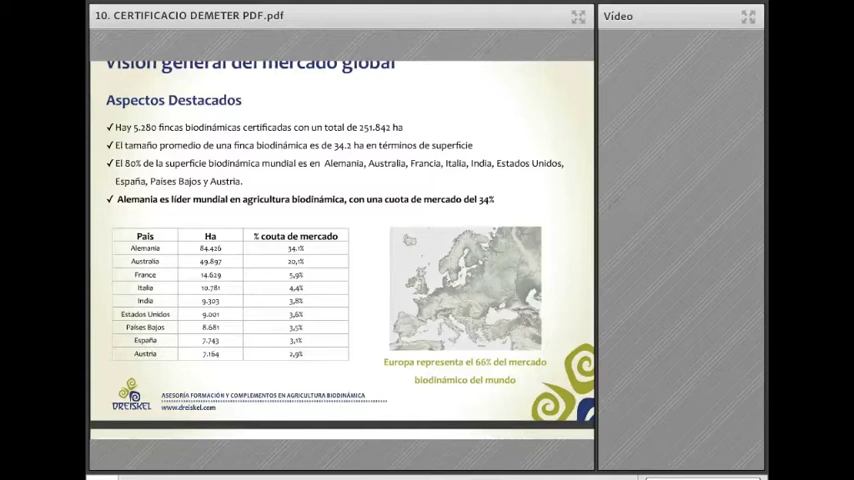 10. CERTIFICACIO DEMETER PDF.pdf
Vídeo
Visión general del mercado global
Aspectos Destacados
✓ Hay 5.280 fincas biodinámicas certificadas con un total de 251.842 ha
✓ El tamaño promedio de una finca biodinámica es de 34.2 ha en términos de superficie
✓ El 80% de la superficie biodinámica mundial es en Alemania, Australia, Francia, Italia, India, Estados Unidos,
España, Países Bajos y Austria.
✓ Alemania es líder mundial en agricultura biodinámica, con una cuota de mercado del 34%
País Ha % couta de mercado
Alemania 84.426 34,1%
Australia 49.897 20,1%
France 14.629 5,9%
Italia 10.781 4,4%
India 9.303 3,8%
Estados Unidos 9.001 3,6%
Países Bajos 8.681 3,5%
España 7.743 3,1%
Austria 7.164 2,9%
Europa representa el 66% del mercado
biodinámico del mundo
DREISKEL
ASESORÍA FORMACIÓN Y COMPLEMENTOS EN AGRICULTURA BIODINÁMICA
www.dreiskel.com